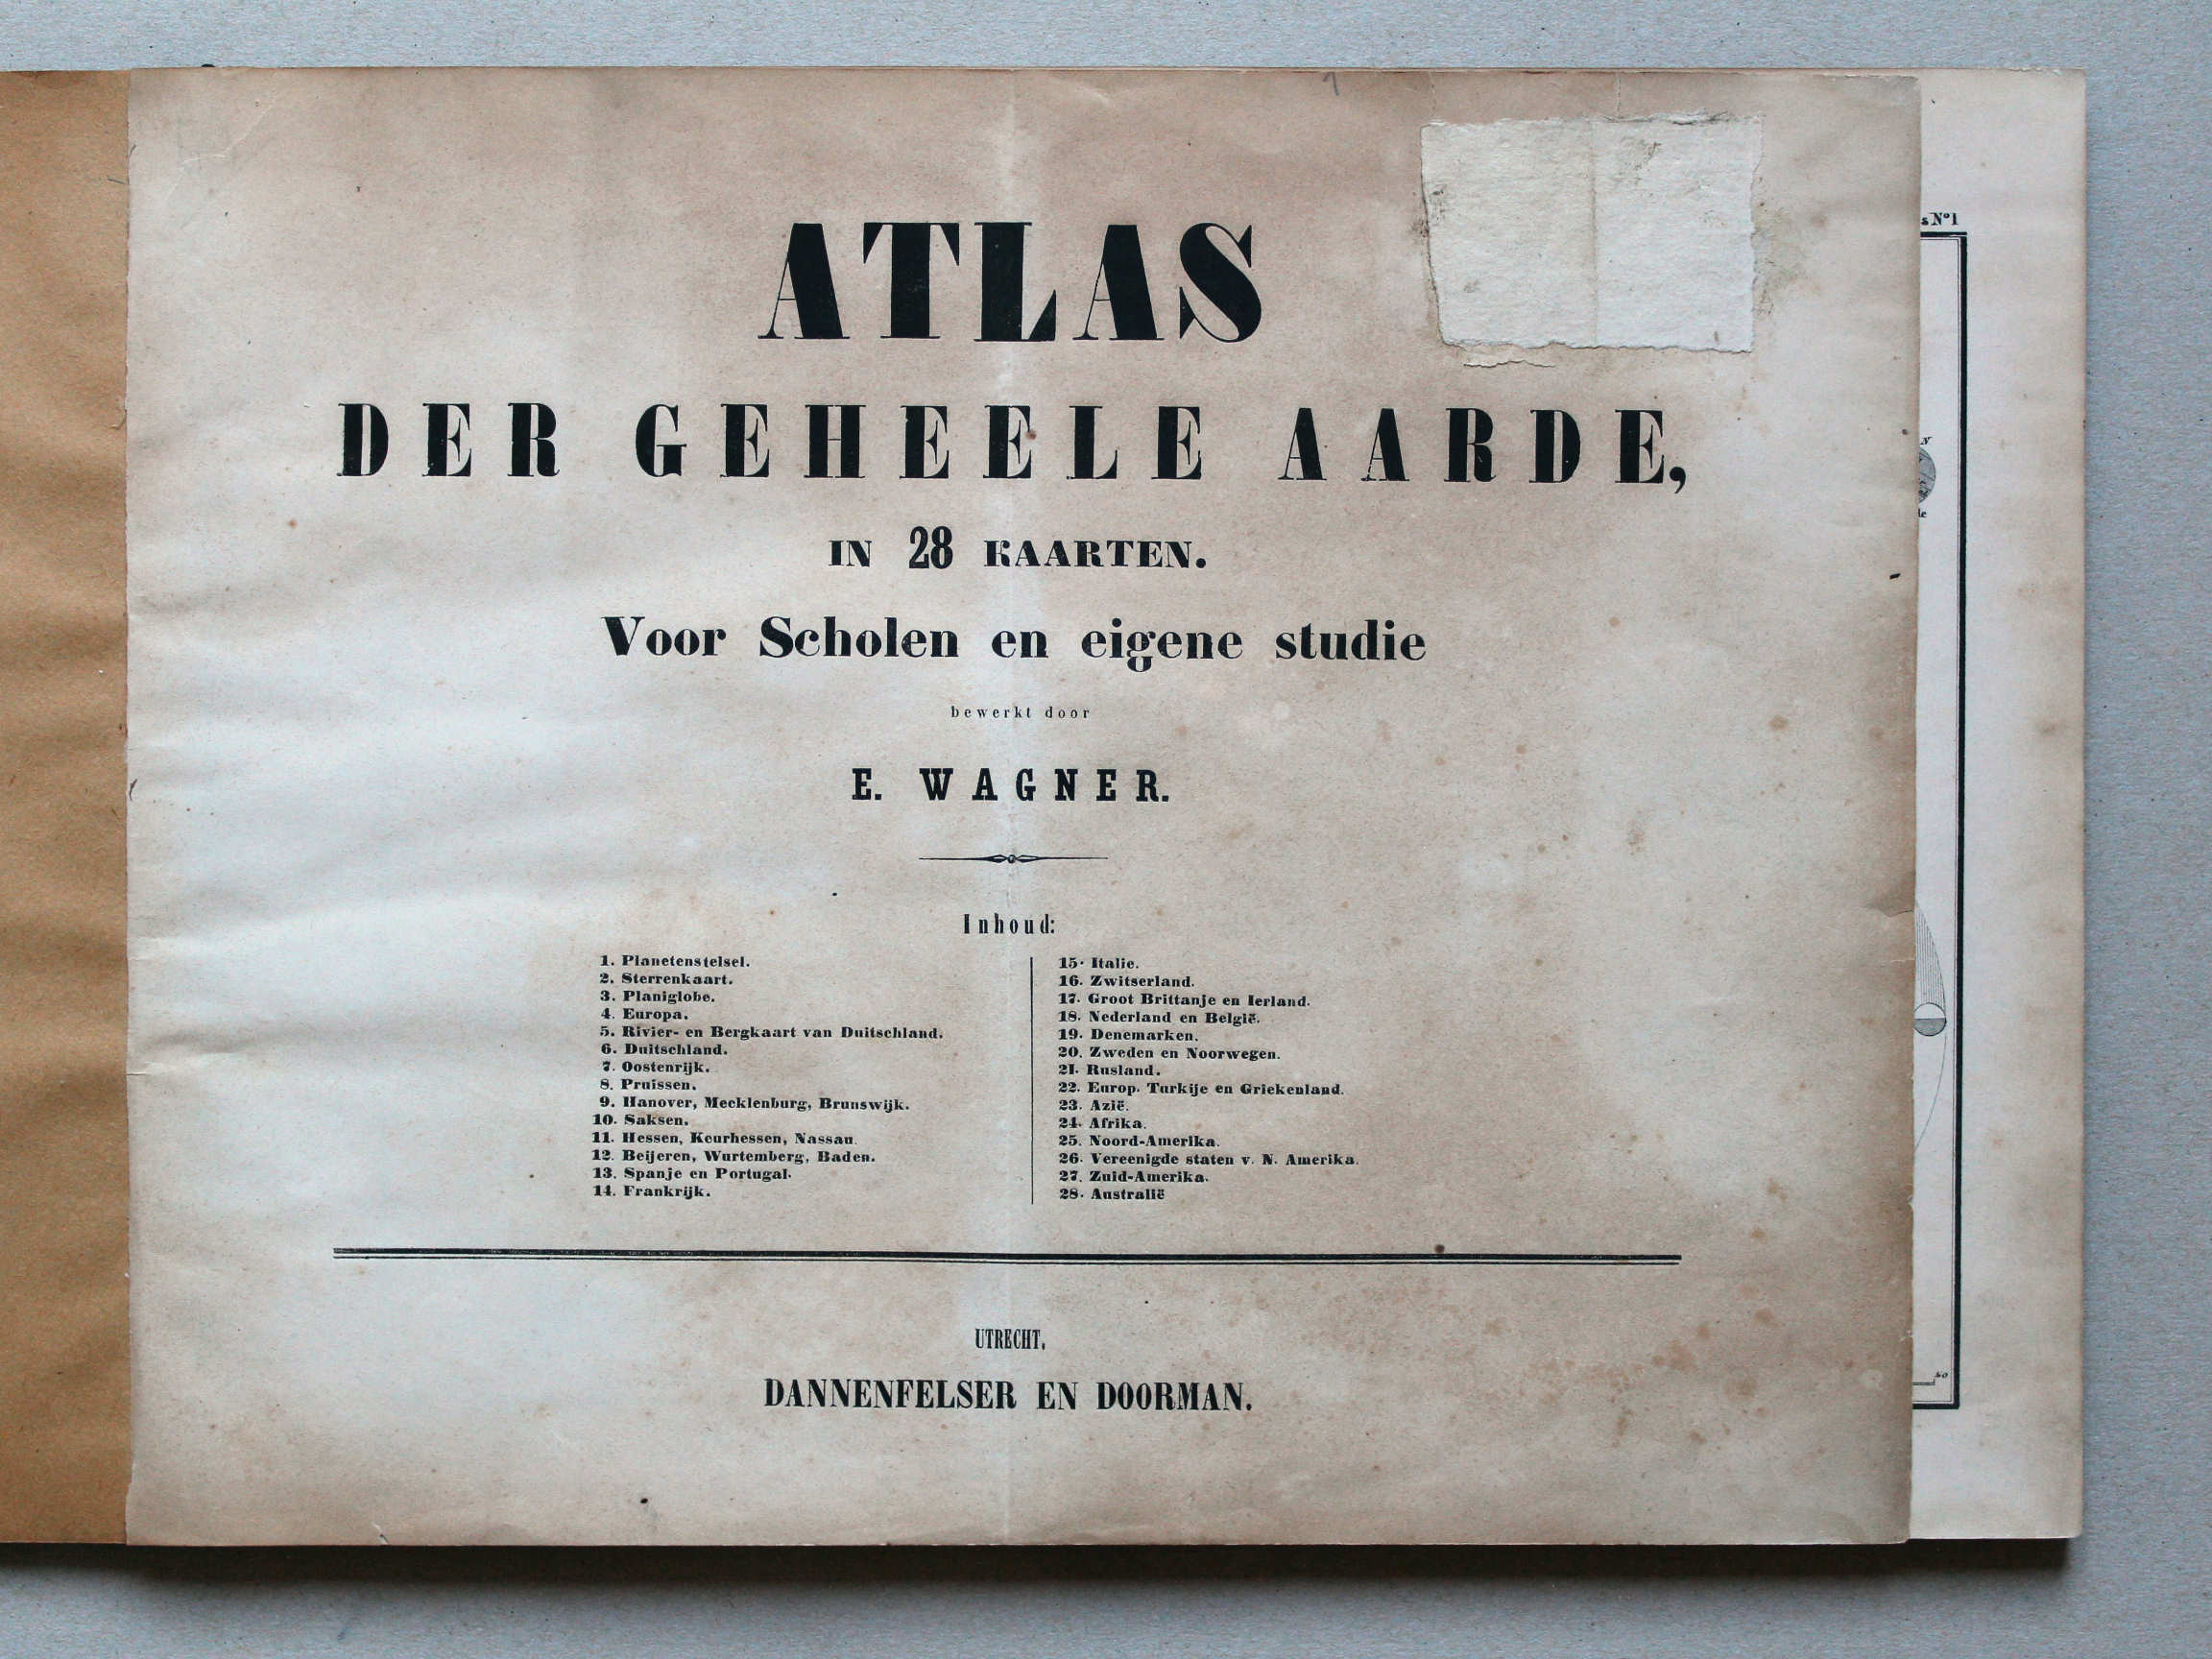 ATLAS
DER GEHEELE AARDE,
IN 28 KAARTEN.
Voor Scholen en eigene studie
bewerkt door
E. WAGNER.
Inhoud:
1. Planetenstelsel.
2. Sterrenkaart.
3. Planiglobe.
4. Europa.
5. Rivier- en Bergkaart van Duitschland.
6. Duitschland.
7. Oostenrijk.
8. Pruissen.
9. Hanover, Mecklenburg, Brunswijk.
10. Saksen.
11. Hessen, Keurhessen, Nassau.
12. Beijeren, Wurtemberg, Baden.
13. Spanje en Portugal.
14. Frankrijk.
15. Italie.
16. Zwitserland.
17. Groot Brittanje en Ierland.
18. Nederland en België.
19. Denemarken.
20. Zweden en Noorwegen.
21. Rusland.
22. Europ. Turkije en Griekenland.
23. Azië.
24. Afrika.
25. Noord-Amerika.
26. Vereenigde staten v. N. Amerika.
27. Zuid-Amerika.
28. Australië
UTRECHT,
DANNENFELSER EN DOORMAN.
s Nº 1
N